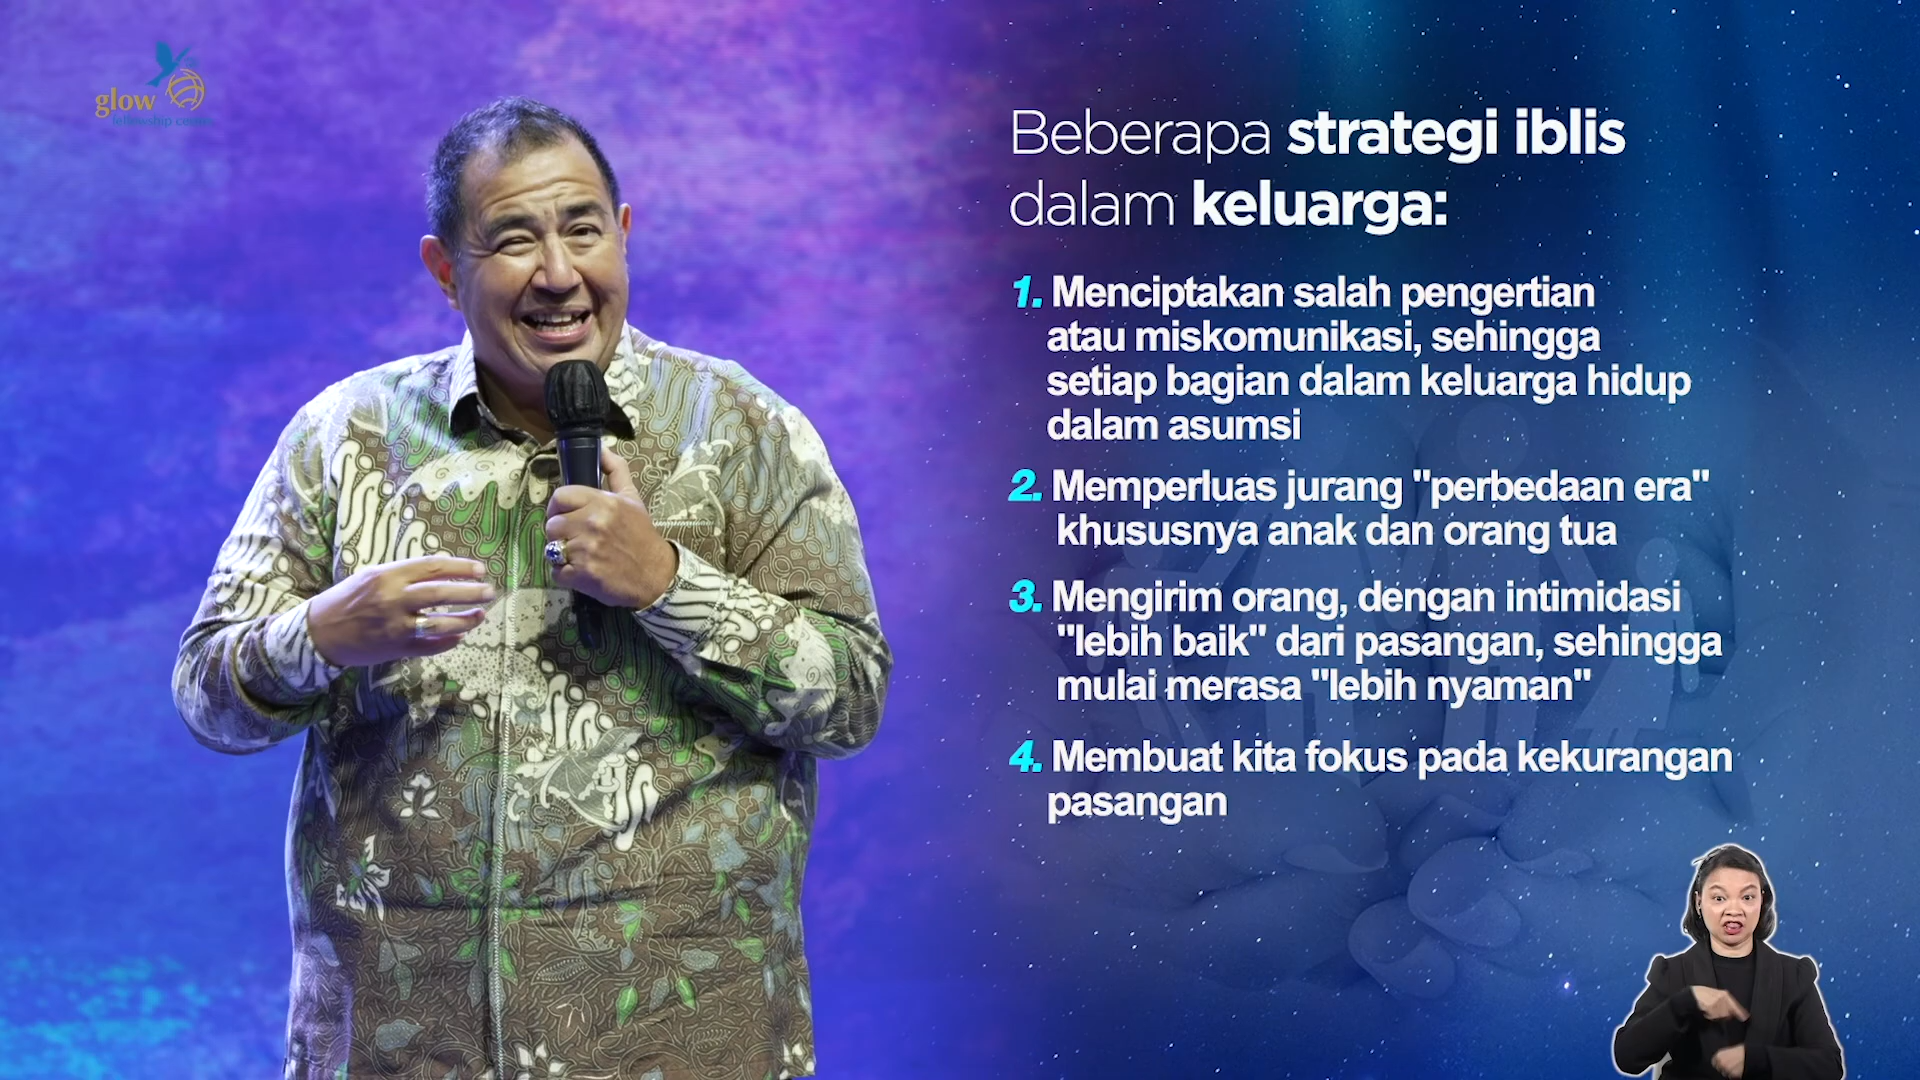 glow
fellowship centre
Beberapa strategi iblis
dalam keluarga:
1. Menciptakan salah pengertian
atau miskomunikasi, sehingga
setiap bagian dalam keluarga hidup
dalam asumsi
2. Memperluas jurang "perbedaan era"
khususnya anak dan orang tua
3. Mengirim orang, dengan intimidasi
"lebih baik" dari pasangan, sehingga
mulai merasa "lebih nyaman"
4. Membuat kita fokus pada kekurangan
pasangan